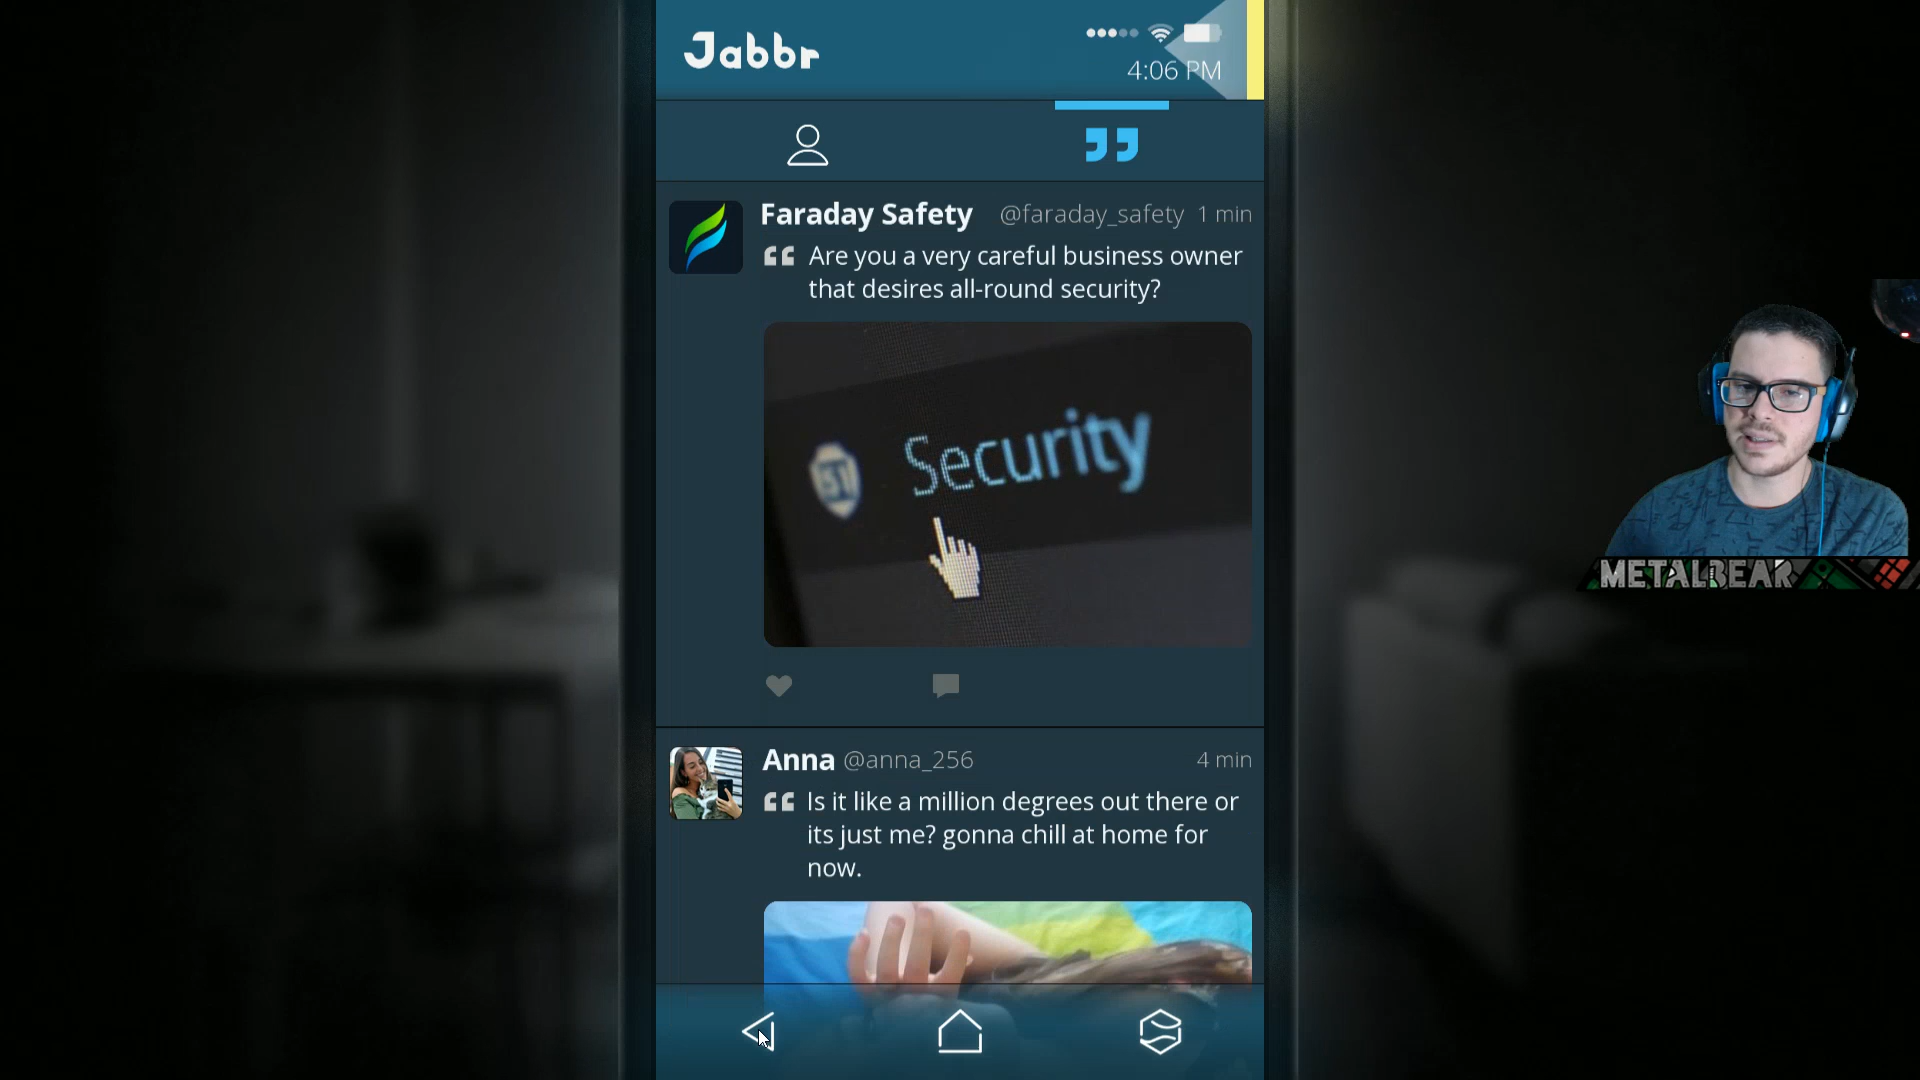 Jabbr
4:06 PM
Faraday Safety @faraday_safety 1 min
Are you a very careful business owner
that desires all-round security?
Security
Anna @anna_256 4 min
Is it like a million degrees out there or
its just me? gonna chill at home for
now.
METALBEAR